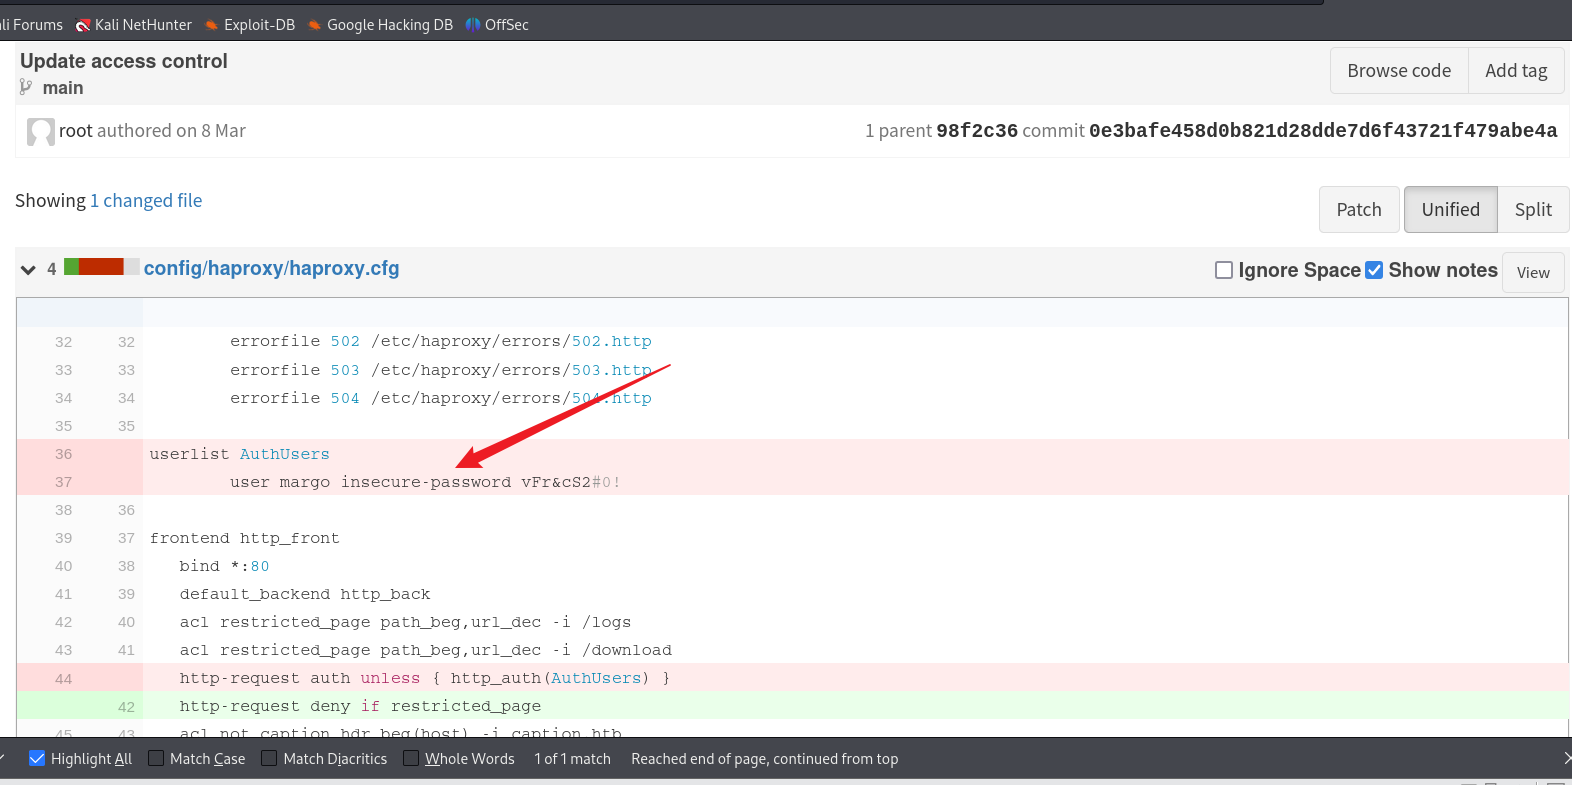 li Forums Kali NetHunter Exploit-DB Google Hacking DB OffSec
Update access control
main
Browse code Add tag
root authored on 8 Mar
1 parent 98f2c36 commit 0e3bafe458d0b821d28dde7d6f43721f479abe4a
Showing 1 changed file
Patch Unified Split
4 config/haproxy/haproxy.cfg
Ignore Space Show notes View
32 32 errorfile 502 /etc/haproxy/errors/502.http
33 33 errorfile 503 /etc/haproxy/errors/503.http
34 34 errorfile 504 /etc/haproxy/errors/504.http
35 35
36 userlist AuthUsers
37 user margo insecure-password vFr&cS2#0!
38 36
39 37 frontend http_front
40 38 bind *:80
41 39 default_backend http_back
42 40 acl restricted_page path_beg,url_dec -i /logs
43 41 acl restricted_page path_beg,url_dec -i /download
44 http-request auth unless { http_auth(AuthUsers) }
42 http-request deny if restricted_page
45 43 acl not_caption hdr_beg(host) -i caption.htb
Highlight All Match Case Match Diacritics Whole Words 1 of 1 match Reached end of page, continued from top